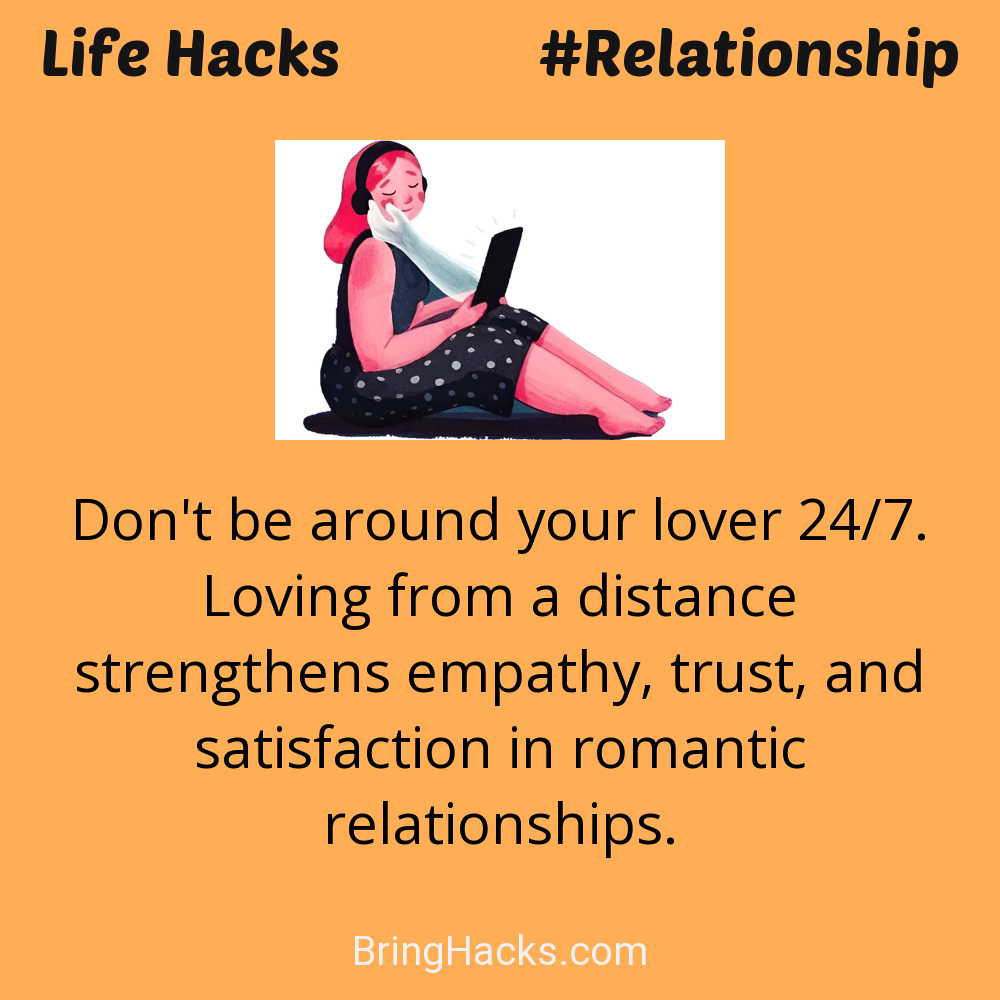 Life Hacks #Relationship
Don't be around your lover 24/7.
Loving from a distance
strengthens empathy, trust, and
satisfaction in romantic
relationships.
BringHacks.com